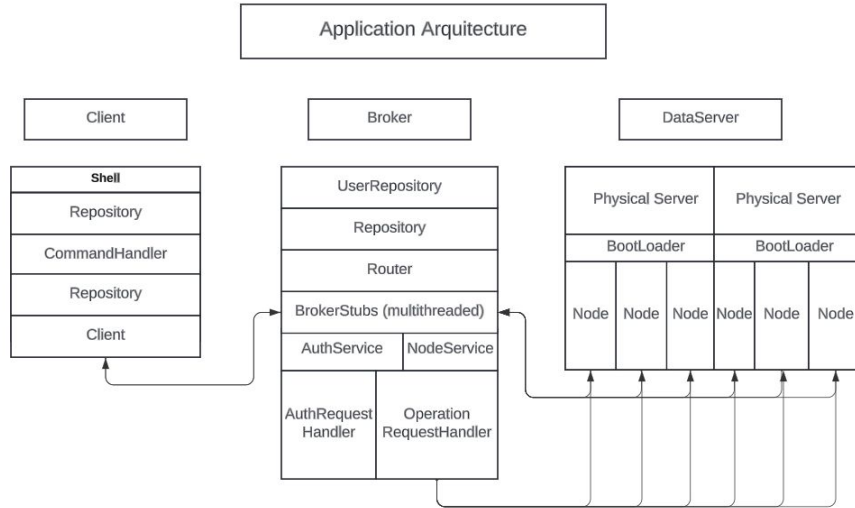 Application Arquitecture
Client
Broker
DataServer
Shell
Repository
CommandHandler
Repository
Client
UserRepository
Repository
Router
BrokerStubs (multithreaded)
AuthService
NodeService
AuthRequest
Handler
Operation
RequestHandler
Physical Server
Physical Server
BootLoader
BootLoader
Node
Node
Node
Node
Node
Node